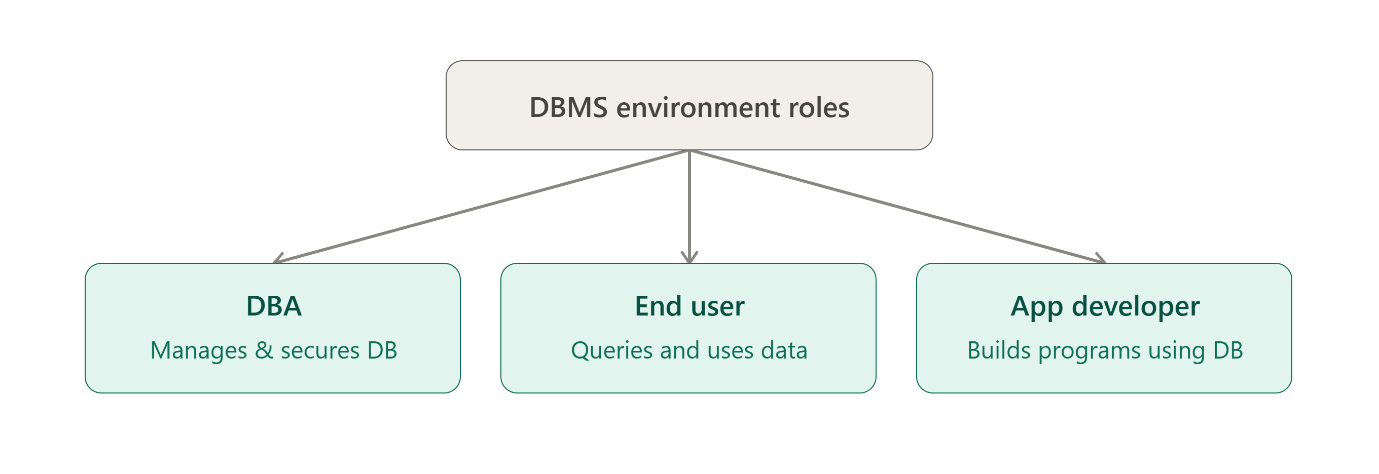 DBMS environment roles
DBA
Manages & secures DB
End user
Queries and uses data
App developer
Builds programs using DB